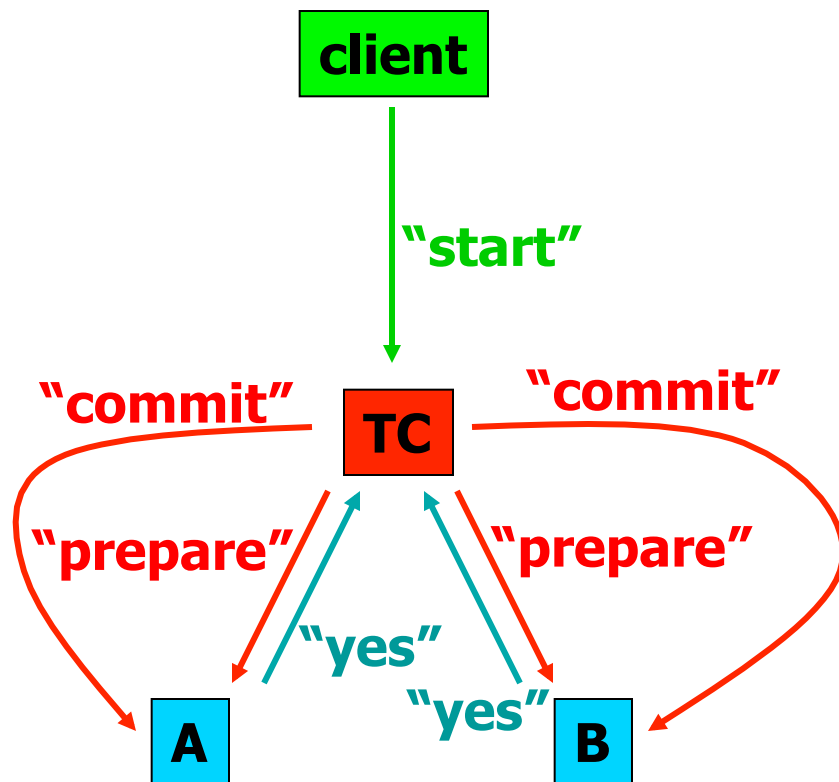 client
“start”
“commit”
“commit”
TC
“prepare”
“prepare”
“yes”
“yes”
A
B